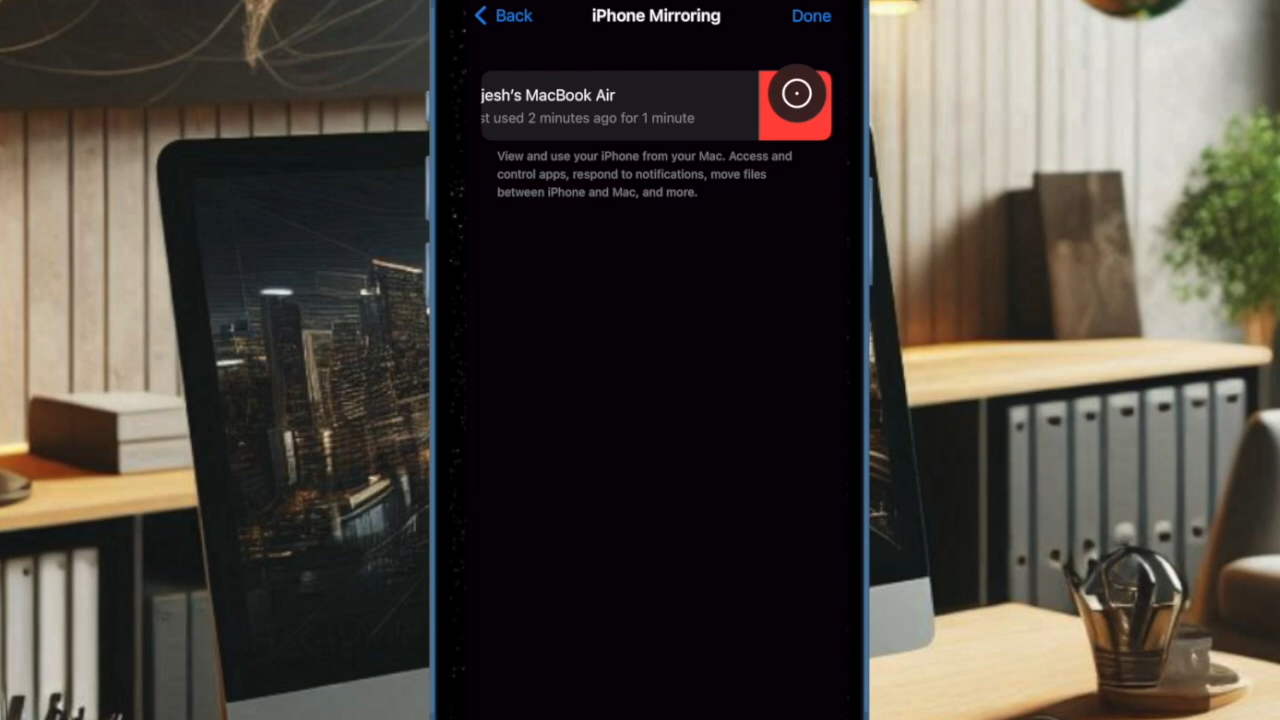 Back
iPhone Mirroring
Done
jesh's MacBook Air
st used 2 minutes ago for 1 minute
View and use your iPhone from your Mac. Access and
control apps, respond to notifications, move files
between iPhone and Mac, and more.